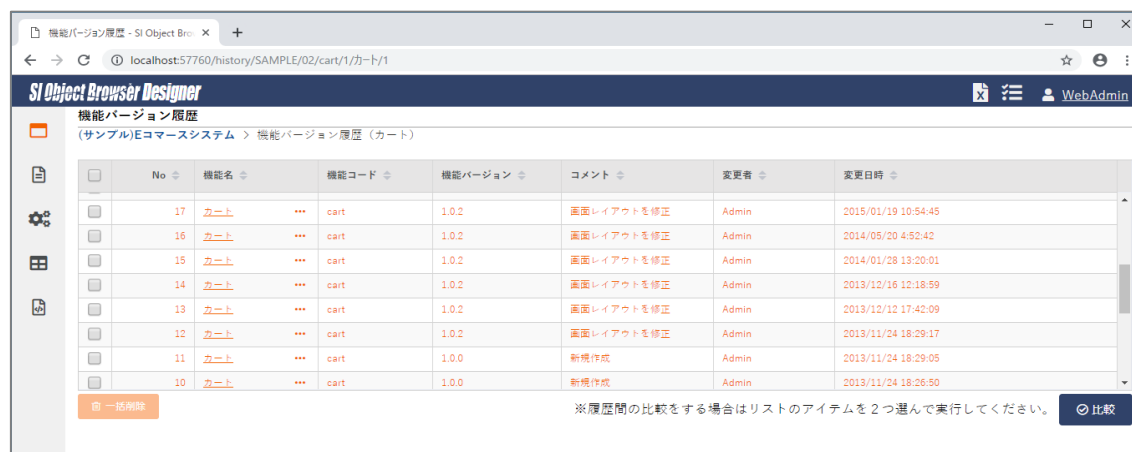 機能バージョン履歴 - SI Object Bro
localhost:57760/history/SAMPLE/02/cart/1/カート/1
SI Object Browser Designer
WebAdmin
機能バージョン履歴
(サンプル)Eコマースシステム > 機能バージョン履歴（カート）
No 機能名 機能コード 機能バージョン コメント 変更者 変更日時
17 カート ••• cart 1.0.2 画面レイアウトを修正 Admin 2015/01/19 10:54:45
16 カート ••• cart 1.0.2 画面レイアウトを修正 Admin 2014/05/20 4:52:42
15 カート ••• cart 1.0.2 画面レイアウトを修正 Admin 2014/01/28 13:20:01
14 カート ••• cart 1.0.2 画面レイアウトを修正 Admin 2013/12/16 12:18:59
13 カート ••• cart 1.0.2 画面レイアウトを修正 Admin 2013/12/12 17:42:09
12 カート ••• cart 1.0.2 画面レイアウトを修正 Admin 2013/11/24 18:29:17
11 カート ••• cart 1.0.0 新規作成 Admin 2013/11/24 18:29:05
10 カート ••• cart 1.0.0 新規作成 Admin 2013/11/24 18:26:50
一括削除 ※履歴間の比較をする場合はリストのアイテムを２つ選んで実行してください。 比較